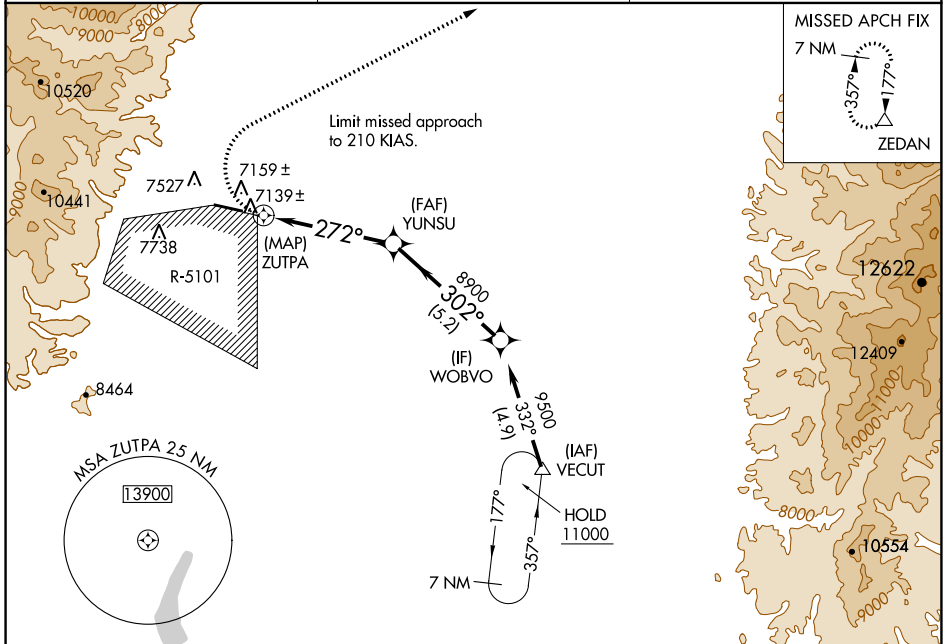 10000
9000
10520
9000
10441
7527
7159 ±
7139 ±
7738
R-5101
8464
Limit missed approach
to 210 KIAS.
MISSED APCH FIX
7 NM
357°
177°
ZEDAN
(MAP)
ZUTPA
272°
(FAF)
YUNSU
8900
302°
(5.2)
(IF)
WOBVO
9500
332°
(4.9)
(IAF)
VECUT
HOLD
11000
177°
357°
7 NM
MSA ZUTPA 25 NM
13900
12622
12409
11000
10000
8000
10554
9000